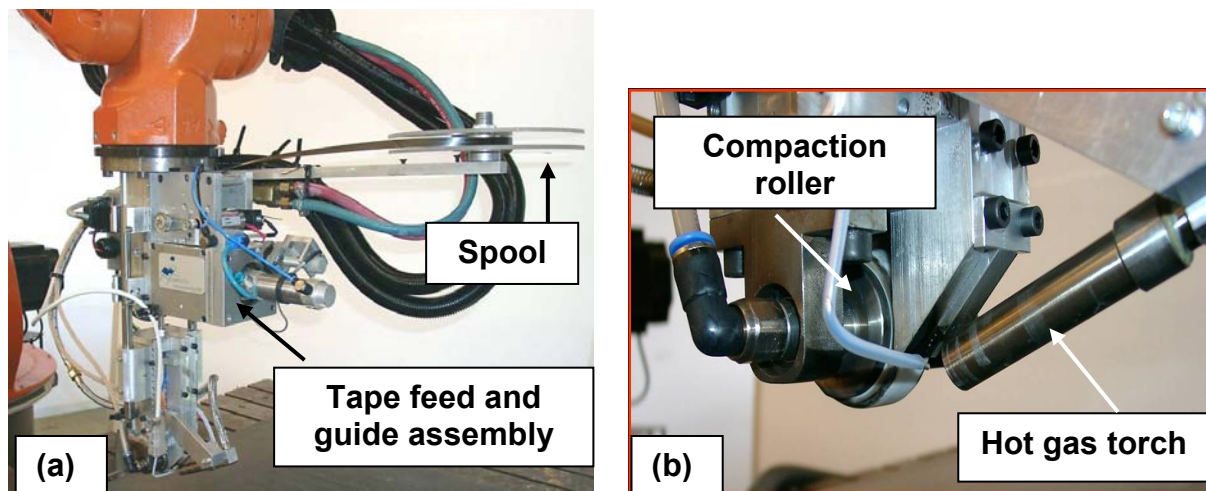 Spool
Tape feed and
guide assembly
(a)
Compaction
roller
Hot gas torch
(b)